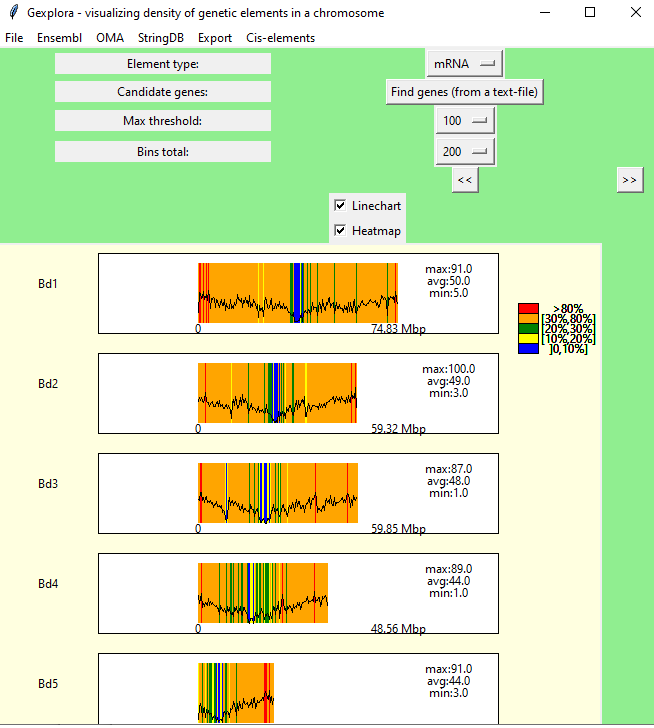 Gexplora - visualizing density of genetic elements in a chromosome
File Ensembl OMA StringDB Export Cis-elements
Element type: mRNA
Candidate genes: Find genes (from a text-file)
Max threshold: 100
Bins total: 200
<< >>
Linechart
Heatmap
Bd1
max:91.0
avg:50.0
min:5.0
0 74.83 Mbp
>80%
[30%,80%]
[20%,30%]
[10%,20%]
]0,10%]
Bd2
max:100.0
avg:49.0
min:3.0
0 59.32 Mbp
Bd3
max:87.0
avg:48.0
min:1.0
0 59.85 Mbp
Bd4
max:89.0
avg:44.0
min:1.0
0 48.56 Mbp
Bd5
max:91.0
avg:44.0
min:3.0